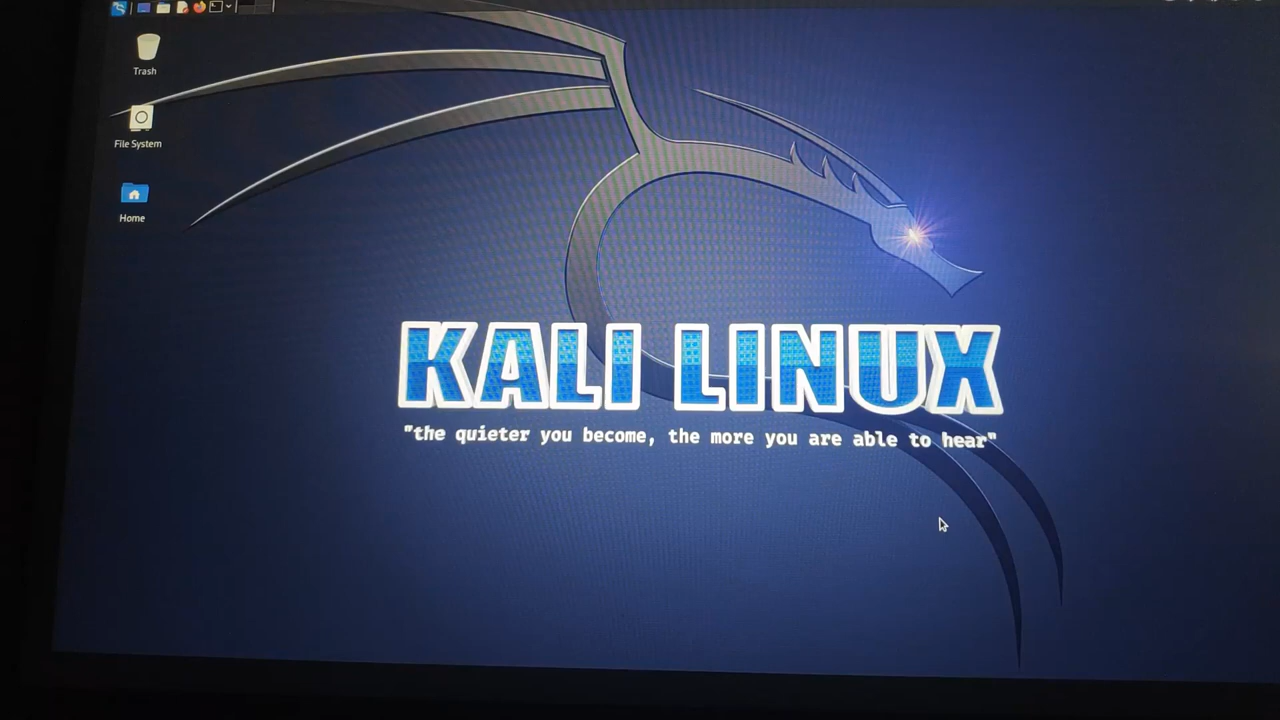 Trash
File System
Home
KALI LINUX
"the quieter you become, the more you are able to hear"